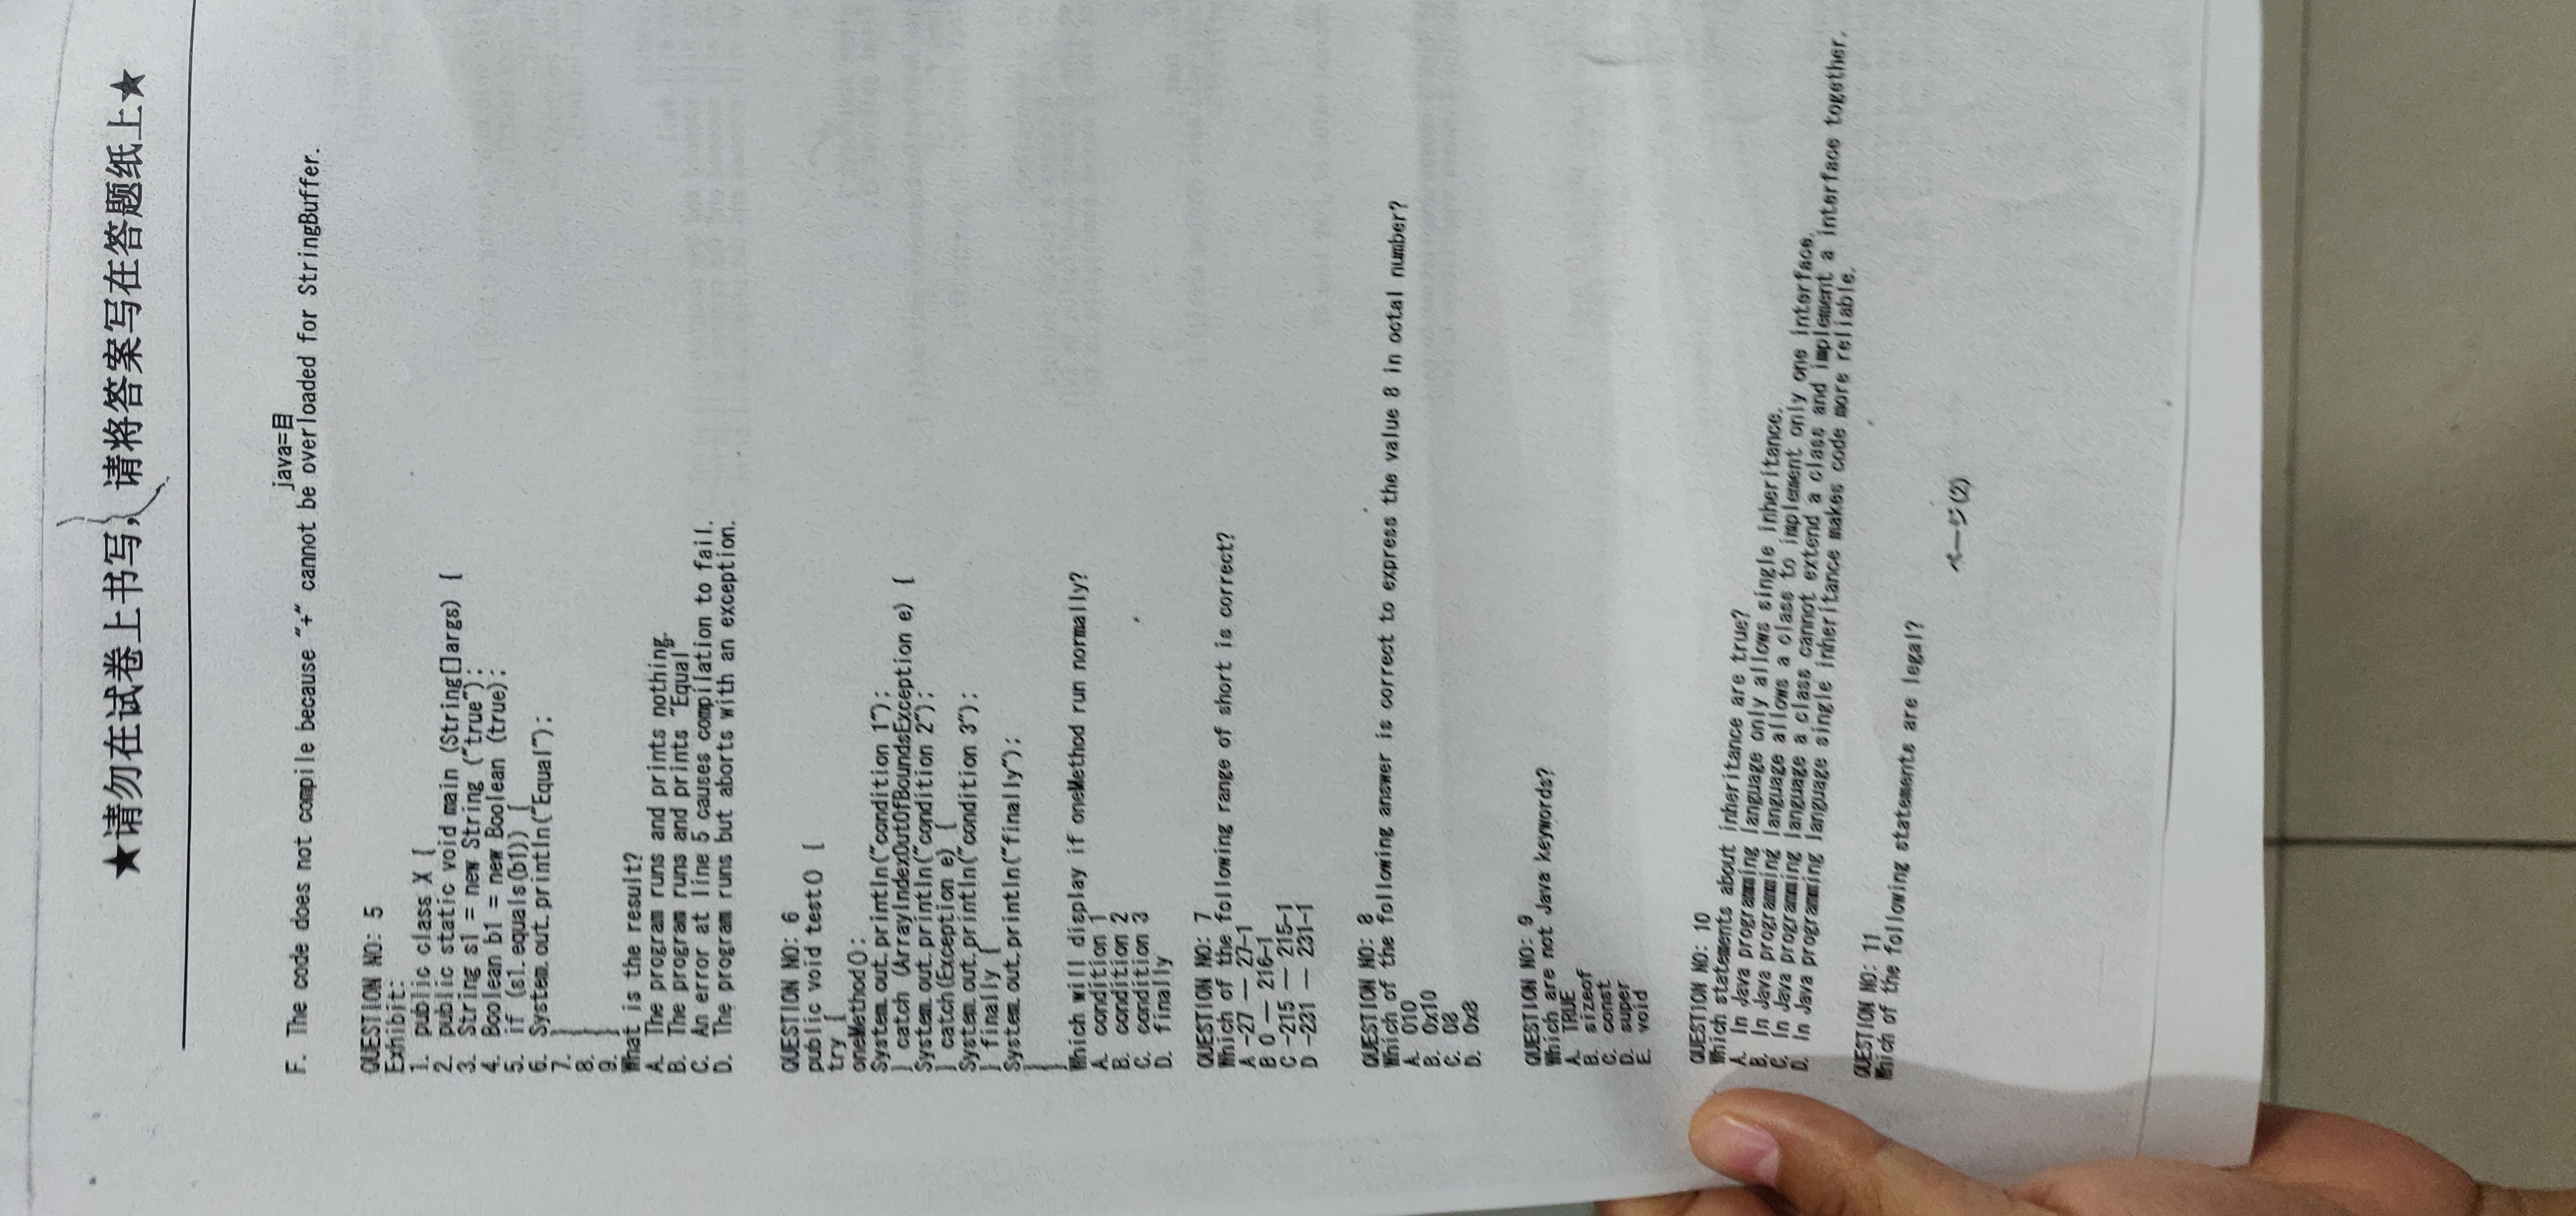 ★请勿在试卷上书写，请将答案写在答题纸上★
java=目
F. The code does not compile because "+" cannot be overloaded for StringBuffer.
QUESTION NO: 5
Exhibit:
1. public class X {
2. public static void main (String[]args) {
3. String s1 = new String ("true");
4. Boolean b1 = new Boolean (true);
5. if (s1.equals(b1)) {
6. System.out.println("Equal");
7. }
8. }
9. }
What is the result?
A. The program runs and prints nothing.
B. The program runs and prints "Equal"
C. An error at line 5 causes compilation to fail.
D. The program runs but aborts with an exception.
QUESTION NO: 6
public void test() {
try {
oneMethod();
System.out.println("condition 1");
} catch (ArrayIndexOutOfBoundsException e) {
System.out.println("condition 2");
} catch(Exception e) {
System.out.println("condition 3");
} finally {
System.out.println("finally");
}
}
Which will display if oneMethod run normally?
A. condition 1
B. condition 2
C. condition 3
D. finally
QUESTION NO: 7
Which of the following range of short is correct?
A -27 — 27-1
B 0 — 216-1
C -215 — 215-1
D -231 — 231-1
QUESTION NO: 8
Which of the following answer is correct to express the value 8 in octal number?
A. 010
B. 0x10
C. 08
D. 0x8
QUESTION NO: 9
Which are not Java keywords?
A. TRUE
B. sizeof
C. const
D. super
E. void
QUESTION NO: 10
Which statements about inheritance are true?
A. In Java programming language only allows single inheritance.
B. In Java programming language allows a class to implement only one interface.
C. In Java programming language a class cannot extend a class and implement a interface together.
D. In Java programming language single inheritance makes code more reliable.
QUESTION NO: 11
Which of the following statements are legal?
ページ(2)